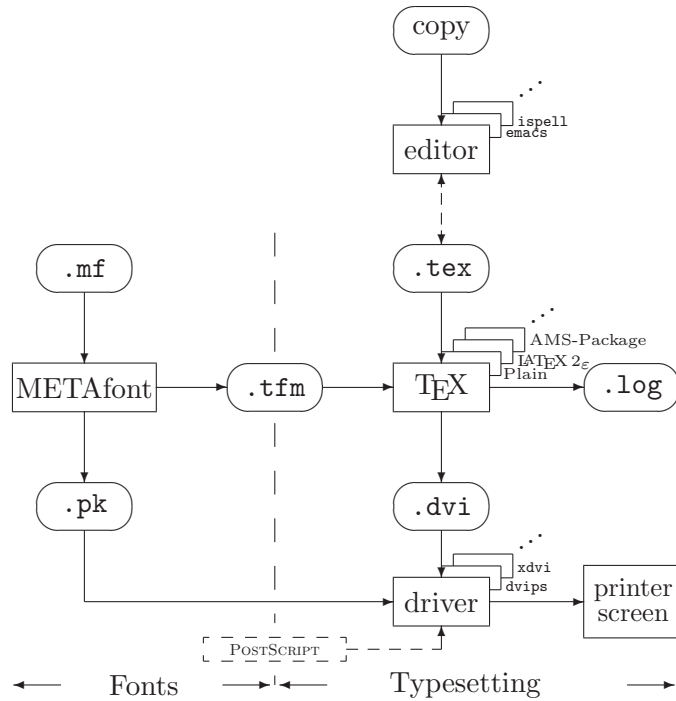 copy
ispell
emacs
editor
.mf
.tex
AMS-Package
LATEX 2ε
Plain
METAfont
.tfm
TEX
.log
.pk
.dvi
xdvi
dvips
driver
printer
screen
POSTSCRIPT
Fonts
Typesetting